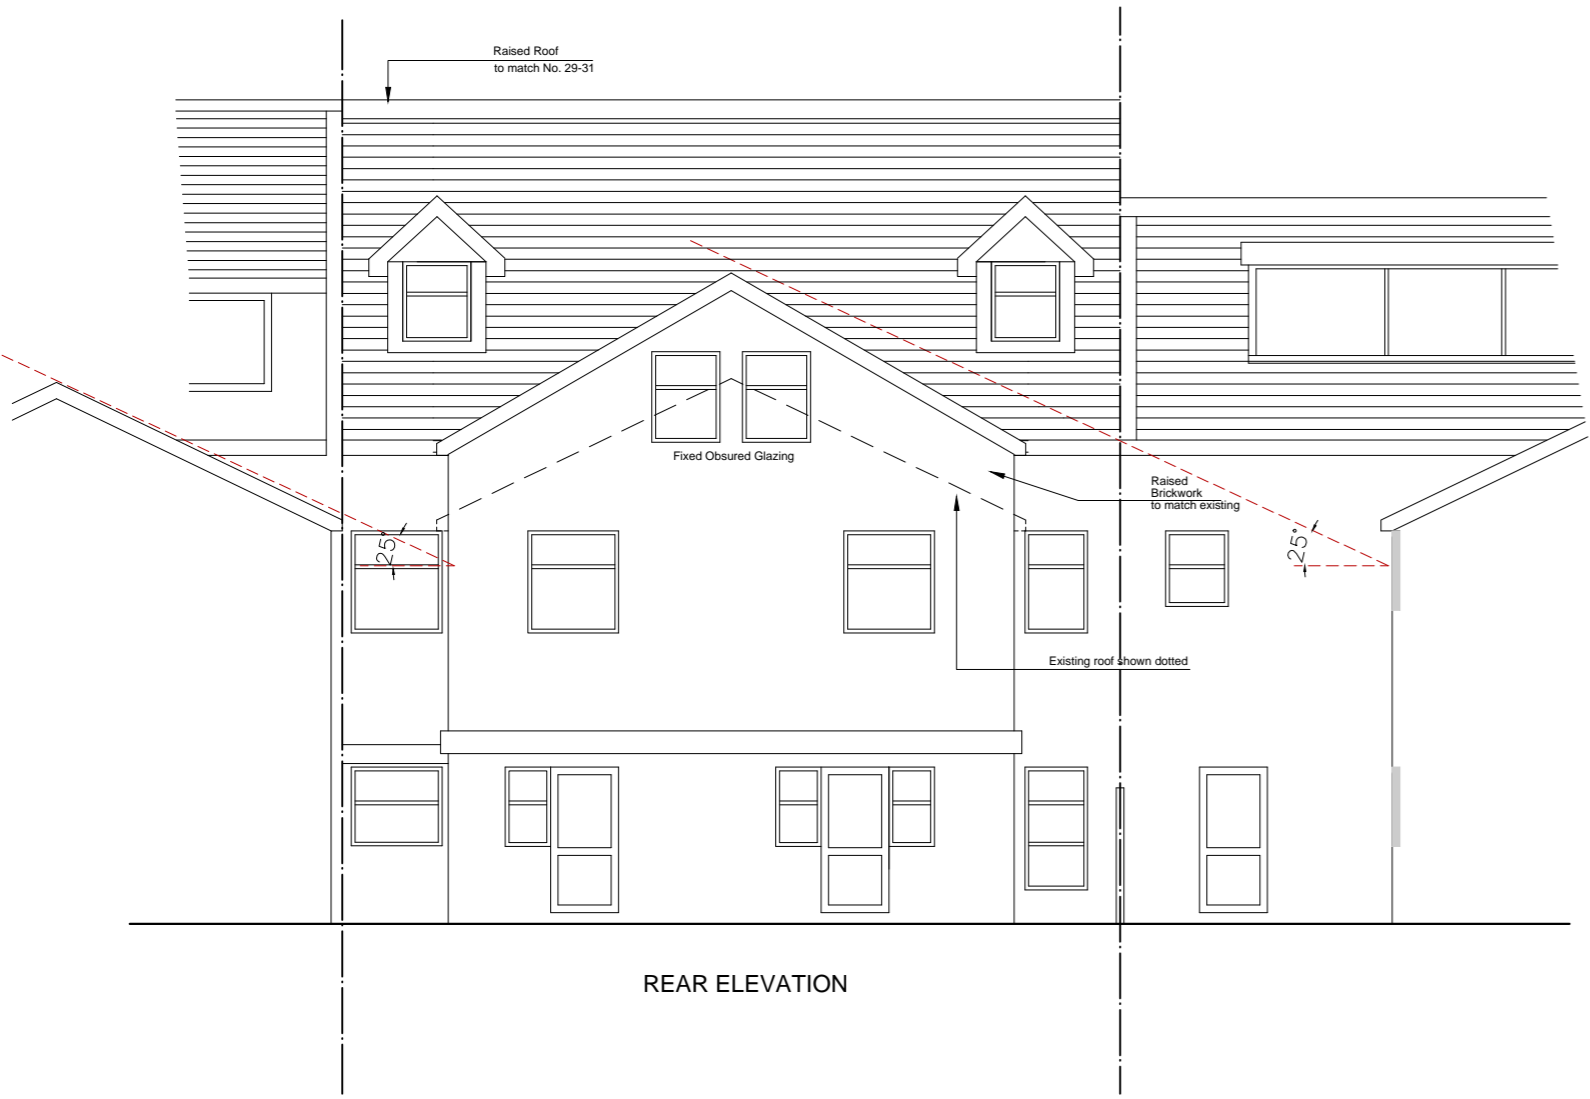 Raised Roof
to match No. 29-31
Fixed Obsured Glazing
Raised
Brickwork
to match existing
25°
25°
Existing roof shown dotted
REAR ELEVATION